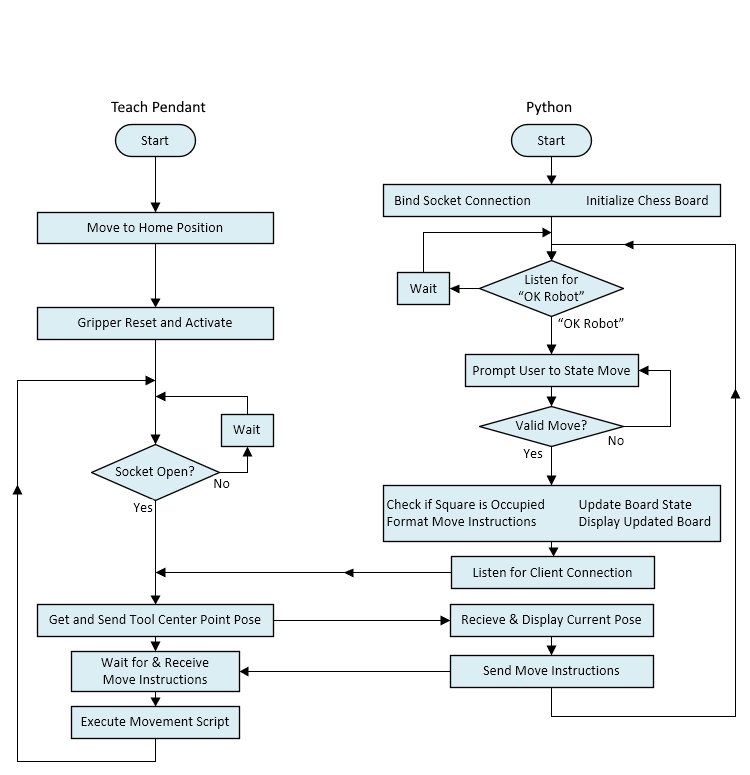 Teach Pendant
Start
Move to Home Position
Gripper Reset and Activate
Wait
Socket Open?
No
Yes
Get and Send Tool Center Point Pose
Wait for & Receive
Move Instructions
Execute Movement Script
Python
Start
Bind Socket Connection
Initialize Chess Board
Wait
Listen for
“OK Robot”
“OK Robot”
Prompt User to State Move
Valid Move?
No
Yes
Check if Square is Occupied
Format Move Instructions
Update Board State
Display Updated Board
Listen for Client Connection
Recieve & Display Current Pose
Send Move Instructions